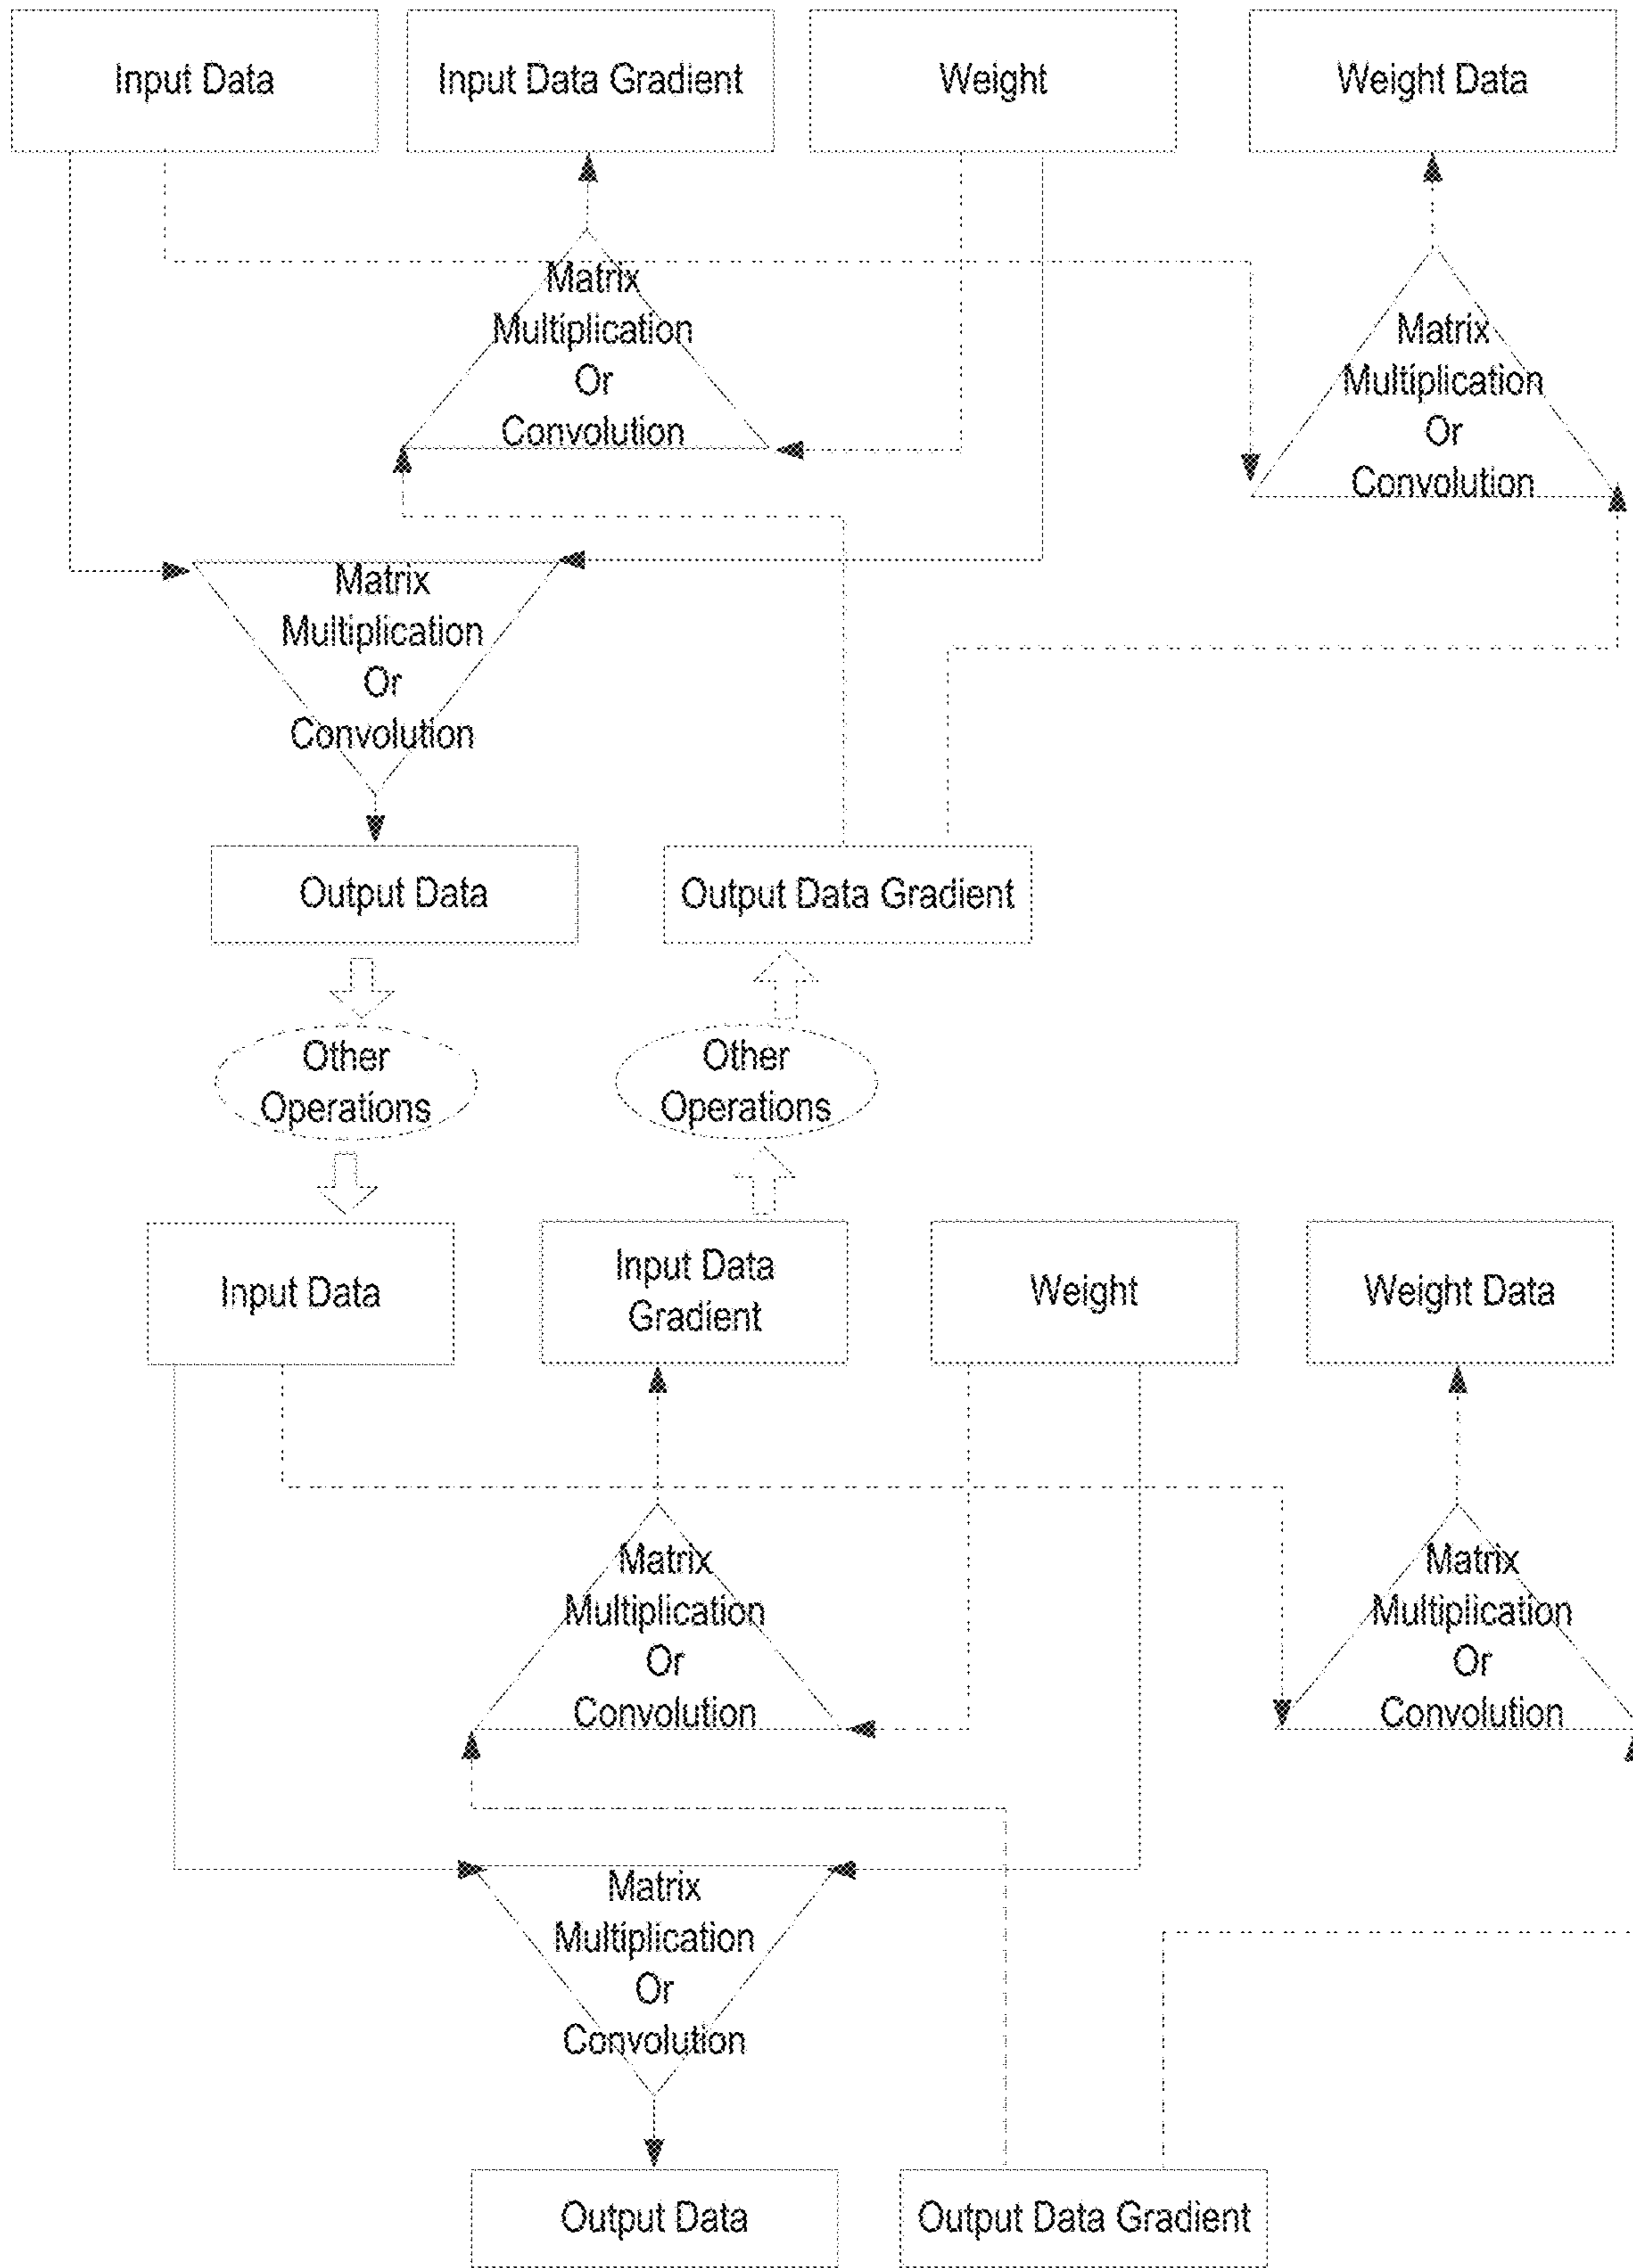 Input Data
Input Data Gradient
Weight
Weight Data
Matrix
Multiplication
Or
Convolution
Matrix
Multiplication
Or
Convolution
Matrix
Multiplication
Or
Convolution
Output Data
Output Data Gradient
Other
Operations
Other
Operations
Input Data
Input Data
Gradient
Weight
Weight Data
Matrix
Multiplication
Or
Convolution
Matrix
Multiplication
Or
Convolution
Matrix
Multiplication
Or
Convolution
Output Data
Output Data Gradient